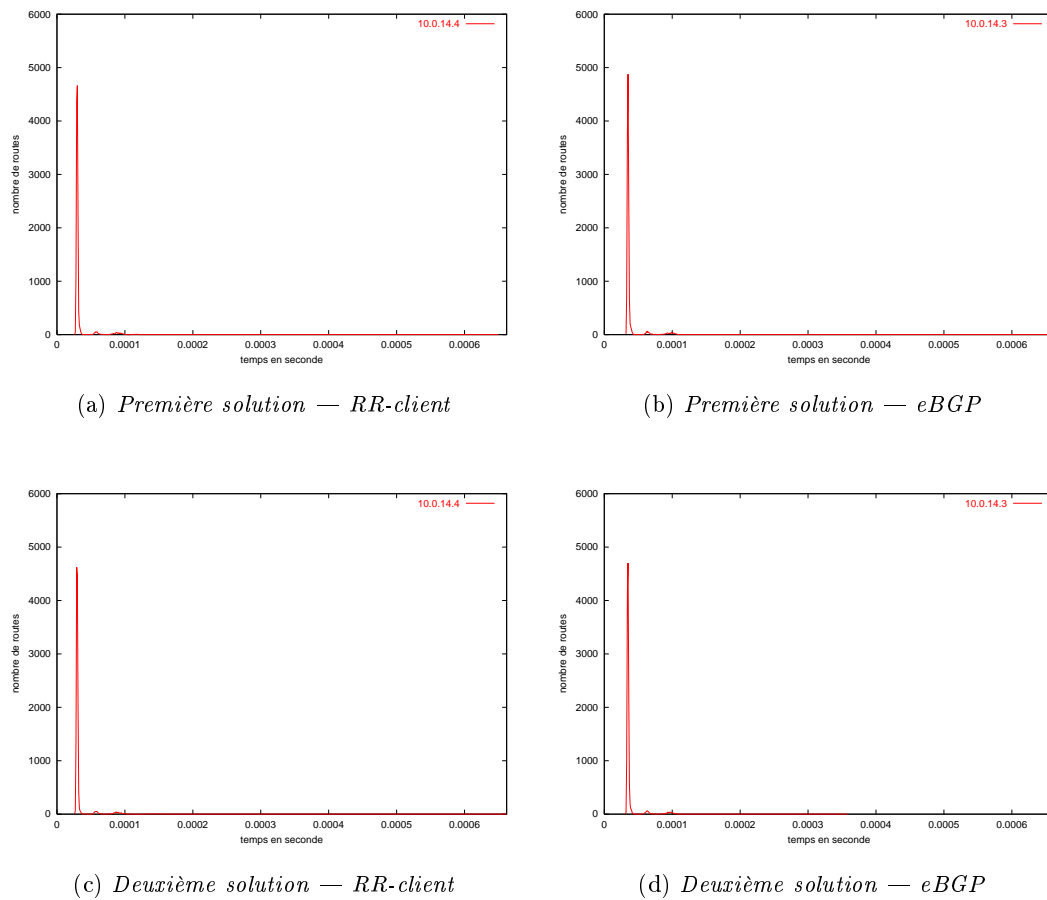 6000
10.0.14.4
5000
4000
nombre de routes
3000
2000
1000
0
0 0.0001 0.0002 0.0003 0.0004 0.0005 0.0006
temps en seconde
(a) Première solution — RR-client
6000
10.0.14.3
5000
4000
nombre de routes
3000
2000
1000
0
0 0.0001 0.0002 0.0003 0.0004 0.0005 0.0006
temps en seconde
(b) Première solution — eBGP
6000
10.0.14.4
5000
4000
nombre de routes
3000
2000
1000
0
0 0.0001 0.0002 0.0003 0.0004 0.0005 0.0006
temps en seconde
(c) Deuxième solution — RR-client
6000
10.0.14.3
5000
4000
nombre de routes
3000
2000
1000
0
0 0.0001 0.0002 0.0003 0.0004 0.0005 0.0006
temps en seconde
(d) Deuxième solution — eBGP